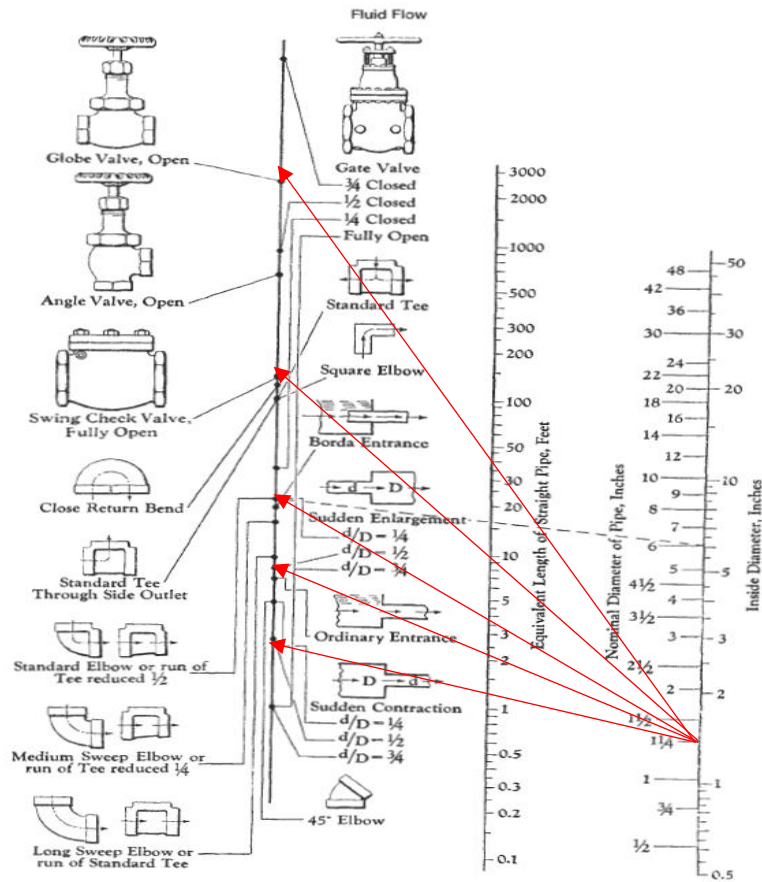 Fluid Flow
Globe Valve, Open
Angle Valve, Open
Swing Check Valve,
Fully Open
Close Return Bend
Standard Tee
Through Side Outlet
Standard Elbow or run of
Tee reduced ½
Medium Sweep Elbow or
run of Tee reduced ¼
Long Sweep Elbow or
run of Standard Tee
Gate Valve
¾ Closed
½ Closed
¼ Closed
Fully Open
Standard Tee
Square Elbow
Borda Entrance
d
D
Sudden Enlargement
d/D = ¼
d/D = ½
d/D = ¾
Ordinary Entrance
D
d
Sudden Contraction
d/D = ¼
d/D = ½
d/D = ¾
45° Elbow
3000
2000
1000
500
300
200
100
50
30
20
10
5
3
2
1
0.5
0.3
0.2
0.1
Equivalent Length of Straight Pipe, Feet
Nominal Diameter of Pipe, Inches
48
42
36
30
24
22
20
18
16
14
12
10
9
8
7
6
5
4½
4
3½
3
2½
2
1½
1¼
1
¾
½
Inside Diameter, Inches
50
30
20
10
5
3
2
1
0.5